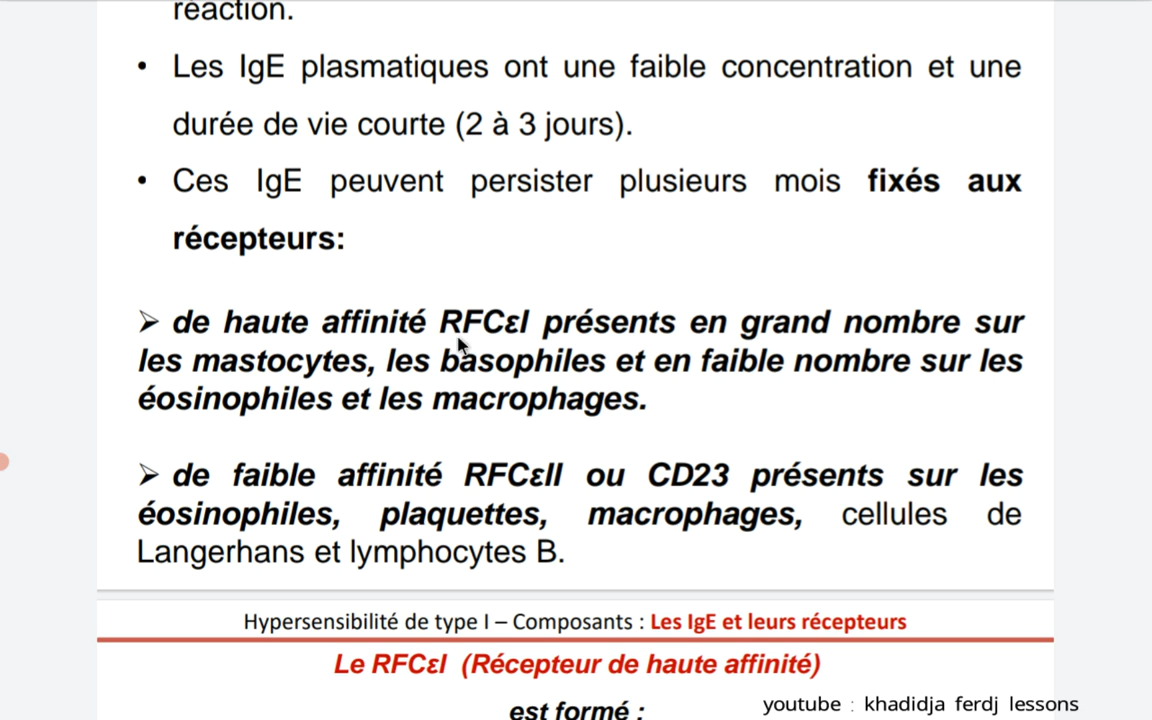 réaction.
• Les IgE plasmatiques ont une faible concentration et une
durée de vie courte (2 à 3 jours).
• Ces IgE peuvent persister plusieurs mois fixés aux
récepteurs:
➢ de haute affinité RFCεI présents en grand nombre sur
les mastocytes, les basophiles et en faible nombre sur les
éosinophiles et les macrophages.
➢ de faible affinité RFCεII ou CD23 présents sur les
éosinophiles, plaquettes, macrophages, cellules de
Langerhans et lymphocytes B.
Hypersensibilité de type I – Composants : Les IgE et leurs récepteurs
Le RFCεI (Récepteur de haute affinité)
est formé :
youtube : khadidja ferdj lessons